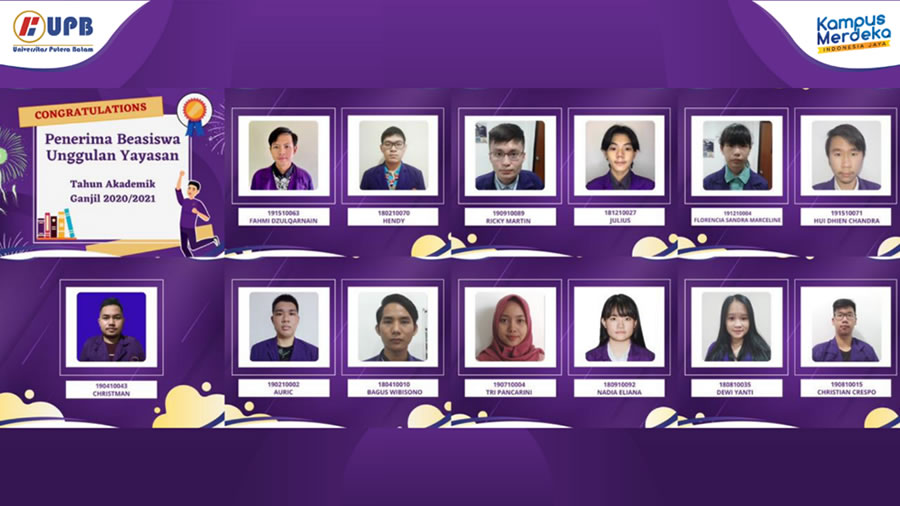 UPB
Universitas Putera Batam
Kampus
Merdeka
INDONESIA JAYA
CONGRATULATIONS
Penerima Beasiswa
Unggulan Yayasan
Tahun Akademik
Ganjil 2020/2021
191510063
FAHMI DZULQARNAIN
180210070
HENDY
190910089
RICKY MARTIN
181210027
JULIUS
191210004
FLORENCIA SANDRA MARCELINE
191510071
HUI DHIEN CHANDRA
190410043
CHRISTMAN
190210002
AURIC
180410010
BAGUS WIBISONO
190710004
TRI PANCARINI
180910092
NADIA ELIANA
180810035
DEWI YANTI
190810015
CHRISTIAN CRESPO